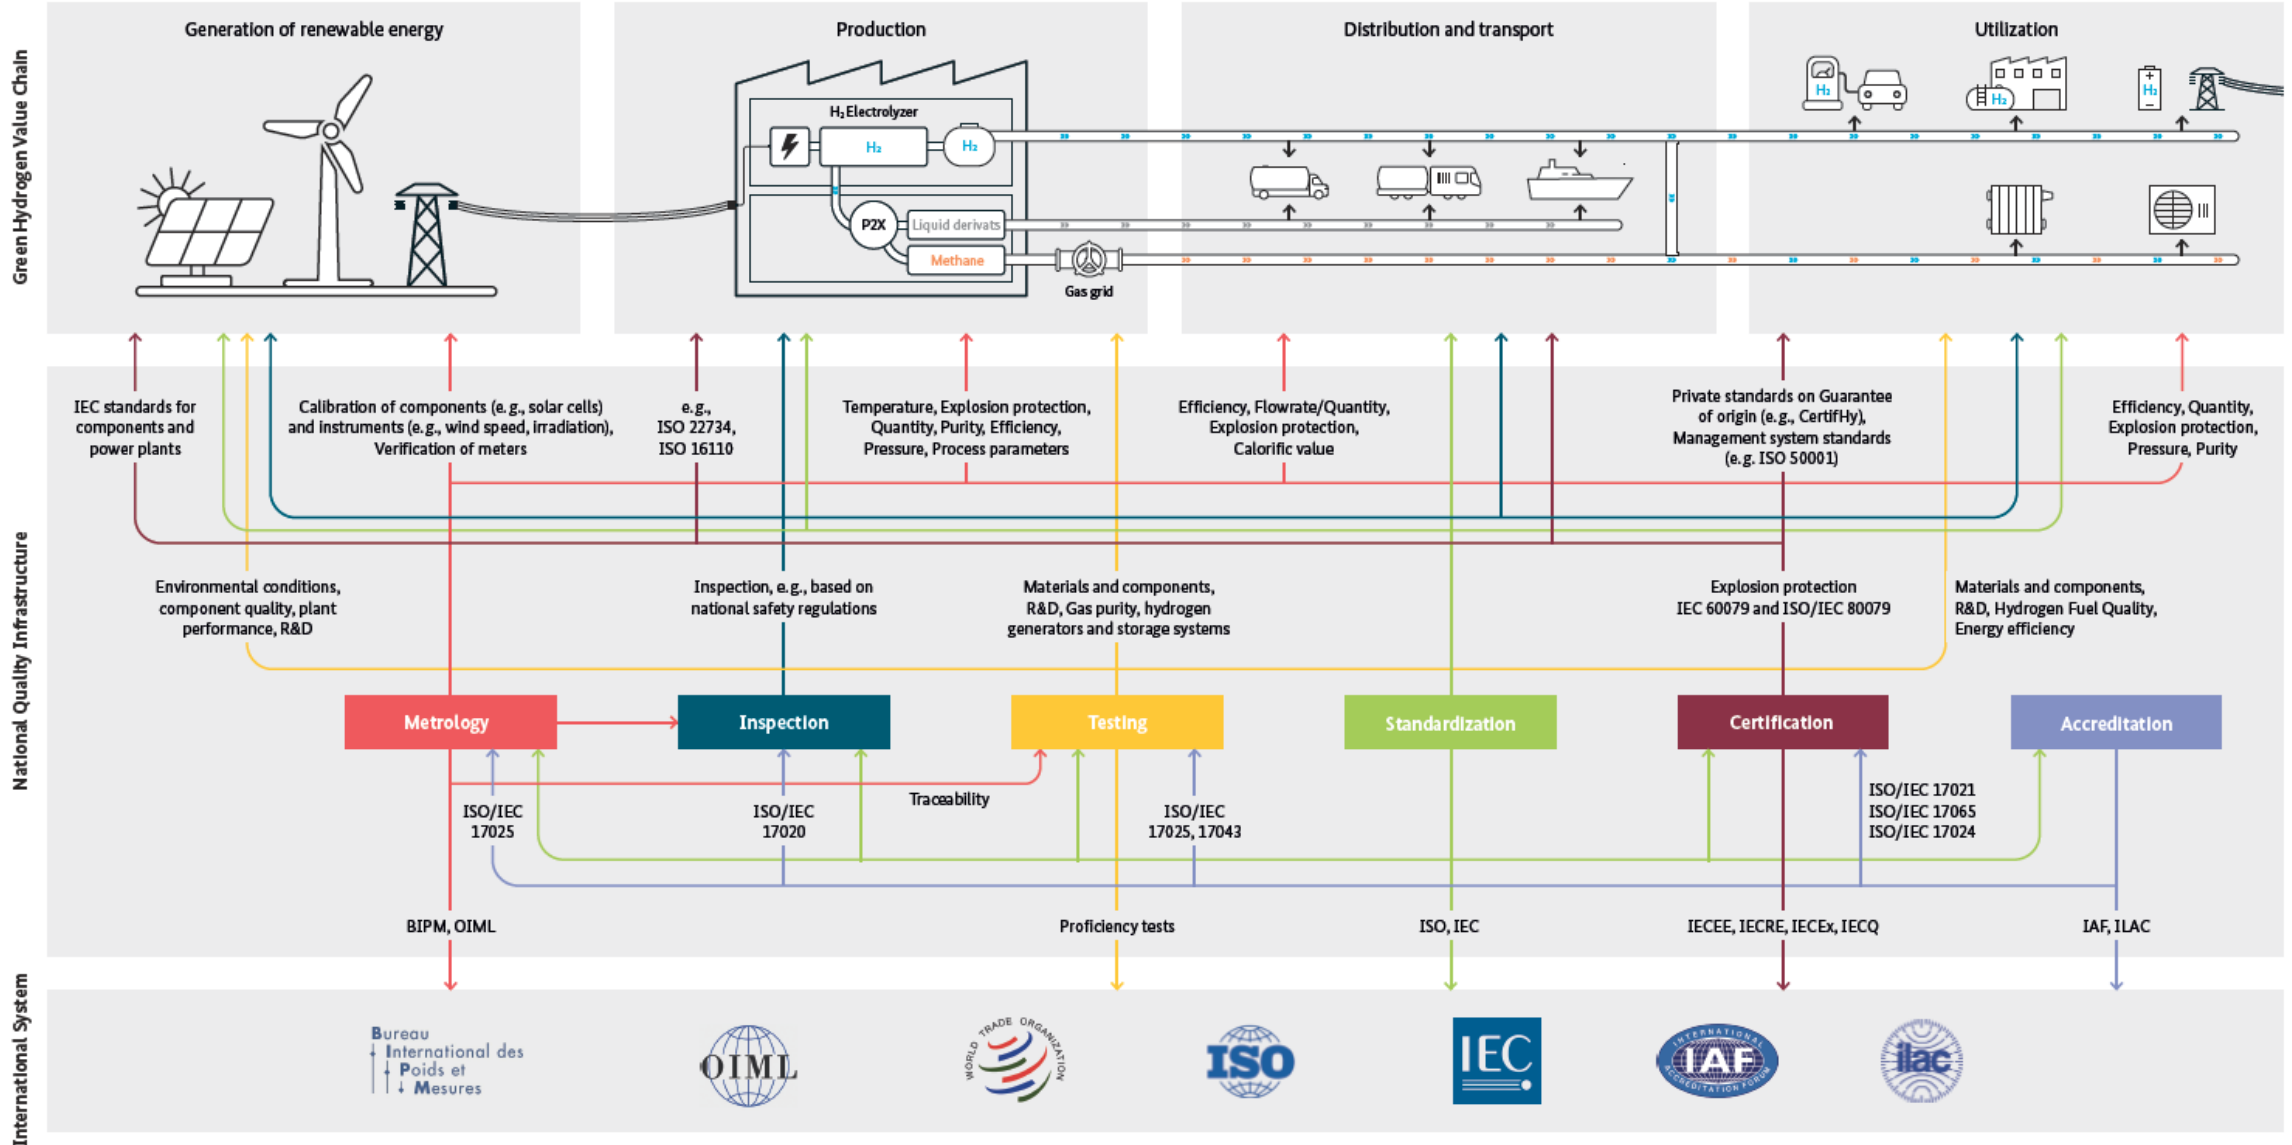 Green Hydrogen Value Chain
Generation of renewable energy
Production
H₂ Electrolyzer
H₂
H₂
P2X
Liquid derivats
Methane
Gas grid
Distribution and transport
Utilization
H₂
H₂
H₂
National Quality Infrastructure
IEC standards for
components and
power plants
Calibration of components (e.g., solar cells)
and instruments (e.g., wind speed, irradiation),
Verification of meters
e.g.,
ISO 22734,
ISO 16110
Temperature, Explosion protection,
Quantity, Purity, Efficiency,
Pressure, Process parameters
Efficiency, Flowrate/Quantity,
Explosion protection,
Calorific value
Private standards on Guarantee
of origin (e.g., CertifHy),
Management system standards
(e.g. ISO 50001)
Efficiency, Quantity,
Explosion protection,
Pressure, Purity
Environmental conditions,
component quality, plant
performance, R&D
Inspection, e.g., based on
national safety regulations
Materials and components,
R&D, Gas purity, hydrogen
generators and storage systems
Explosion protection
IEC 60079 and ISO/IEC 80079
Materials and components,
R&D, Hydrogen Fuel Quality,
Energy efficiency
Metrology
Inspection
Testing
Standardization
Certification
Accreditation
ISO/IEC
17025
ISO/IEC
17020
Traceability
ISO/IEC
17025, 17043
ISO/IEC 17021
ISO/IEC 17065
ISO/IEC 17024
BIPM, OIML
Proficiency tests
ISO, IEC
IECEE, IECRE, IECEx, IECQ
IAF, ILAC
International System
Bureau
International des
Poids et
Mesures
OIML
WORLD TRADE ORGANIZATION
ISO
IEC
INTERNATIONAL
IAF
ACCREDITATION FORUM
ilac